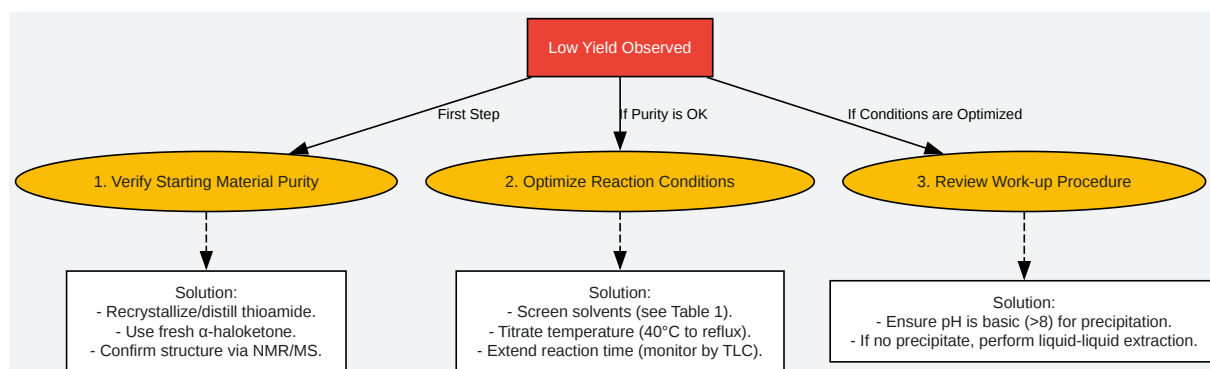 Low Yield Observed
First Step
If Purity is OK
If Conditions are Optimized
1. Verify Starting Material Purity
2. Optimize Reaction Conditions
3. Review Work-up Procedure
Solution:
- Recrystallize/distill thioamide.
- Use fresh α-haloketone.
- Confirm structure via NMR/MS.
Solution:
- Screen solvents (see Table 1).
- Titrate temperature (40°C to reflux).
- Extend reaction time (monitor by TLC).
Solution:
- Ensure pH is basic (>8) for precipitation.
- If no precipitate, perform liquid-liquid extraction.